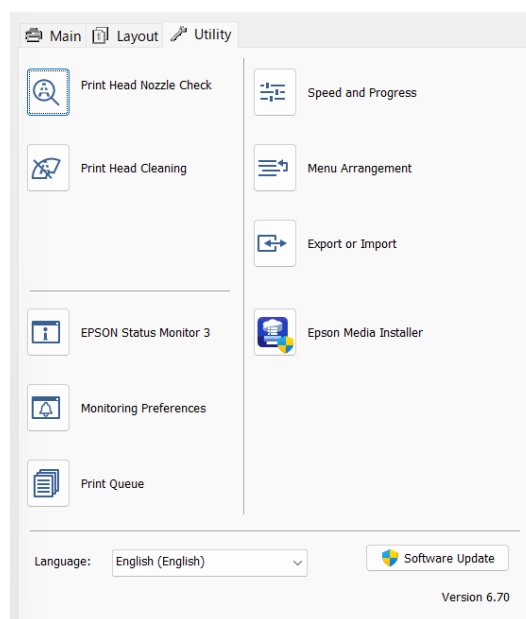 Main
Layout
Utility
Print Head Nozzle Check
Speed and Progress
Print Head Cleaning
Menu Arrangement
Export or Import
EPSON Status Monitor 3
Epson Media Installer
Monitoring Preferences
Print Queue
Language:
English (English)
Software Update
Version 6.70